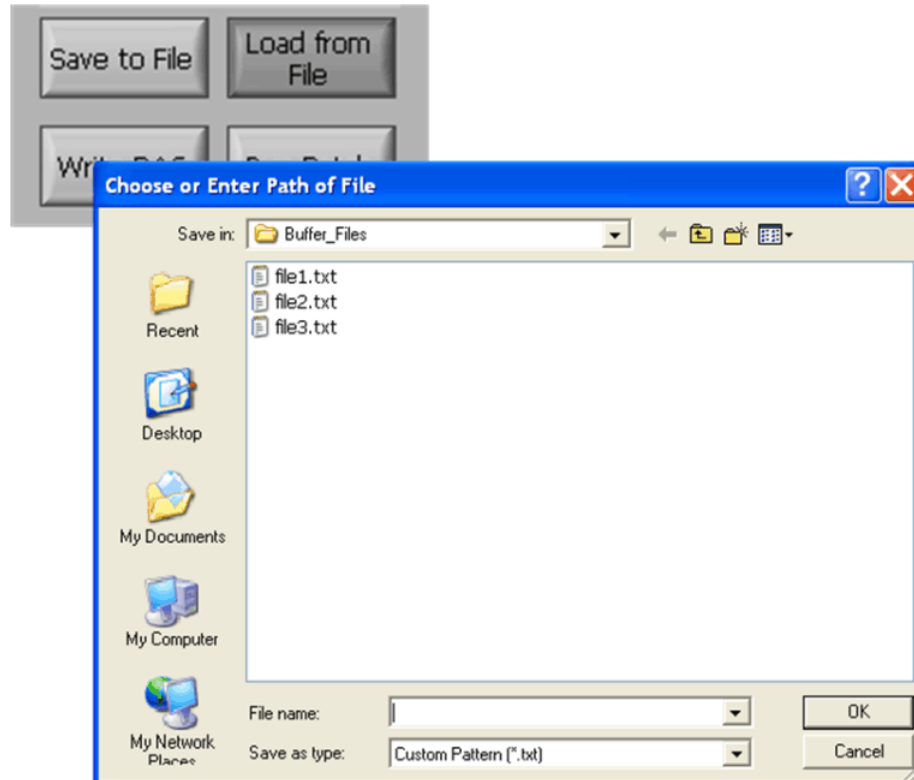 Save to File
Load from
File
Choose or Enter Path of File
Save in:
Buffer_Files
file1.txt
file2.txt
file3.txt
Recent
Desktop
My Documents
My Computer
My Network
Places
File name:
OK
Save as type:
Custom Pattern (*.txt)
Cancel